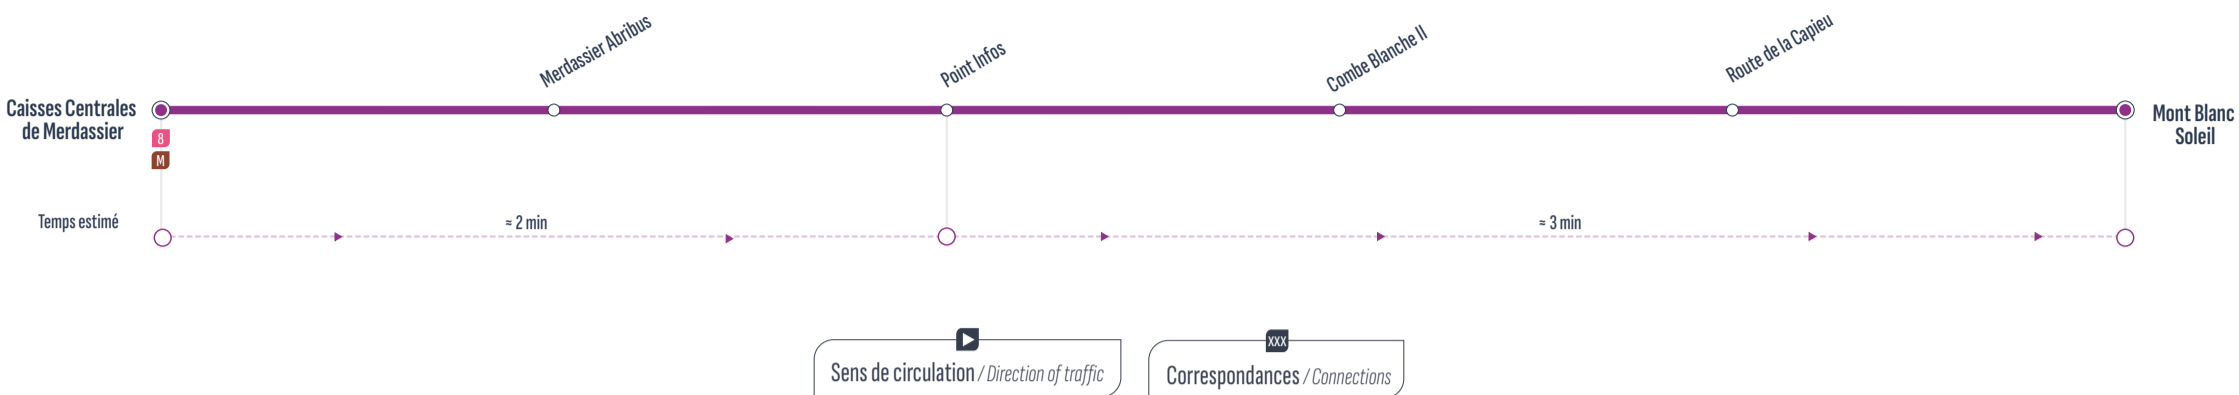 Merdassier Abribus
Point Infos
Combe Blanche II
Route de la Capieu
Caisses Centrales
de Merdassier
Mont Blanc
Soleil
8
M
Temps estimé
≈ 2 min
≈ 3 min
Sens de circulation / Direction of traffic
XXX
Correspondances / Connections